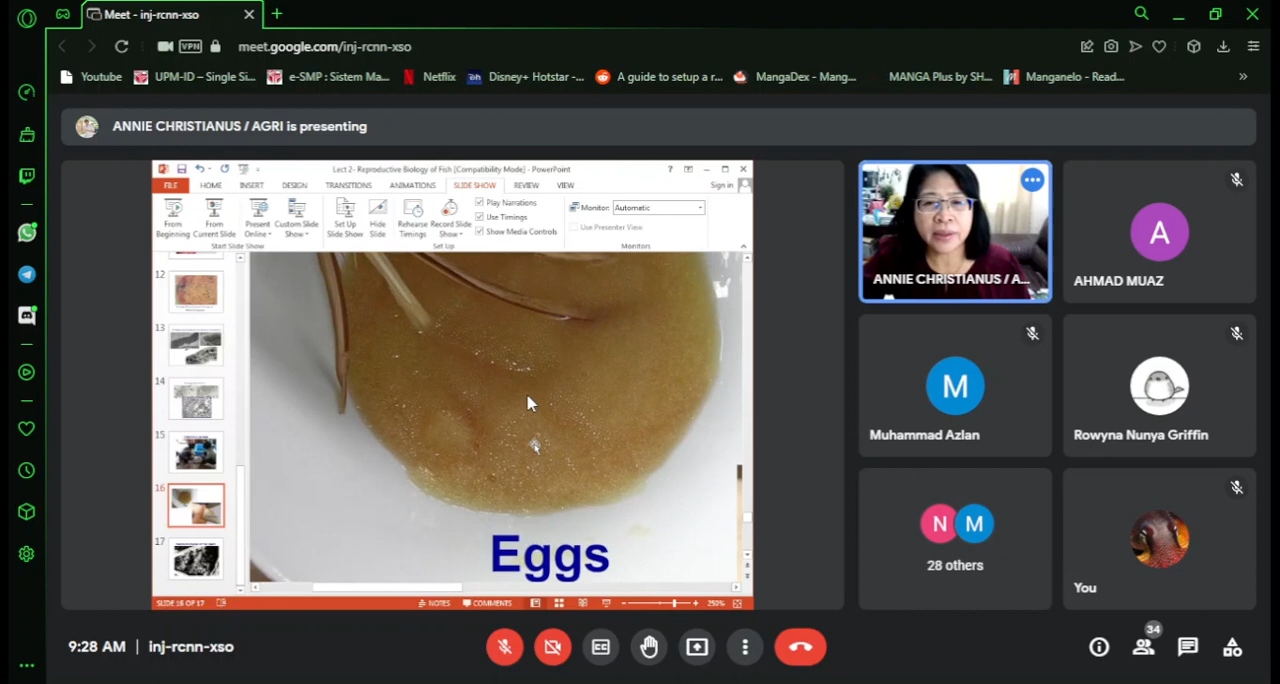 Meet - inj-rcnn-xso
VPN
meet.google.com/inj-rcnn-xso
Youtube
UPM-ID – Single Si...
e-SMP : Sistem Ma...
Netflix
Disney+ Hotstar -...
A guide to setup a r...
MangaDex - Mang...
MANGA Plus by SH...
Manganelo - Read...
ANNIE CHRISTIANUS / AGRI is presenting
Lect 2- Reproductive Biology of Fish [Compatibility Mode] - PowerPoint
FILE HOME INSERT DESIGN TRANSITIONS ANIMATIONS SLIDE SHOW REVIEW VIEW Sign in
From Beginning
From Current Slide
Present Online
Custom Slide Show
Start Slide Show
Set Up Slide Show
Hide Slide
Rehearse Timings
Record Slide Show
Play Narrations
Use Timings
Show Media Controls
Set Up
Monitor: Automatic
Use Presenter View
Monitors
12
13
14
15
16
17
Eggs
SLIDE 16 OF 17
NOTES
COMMENTS
250%
ANNIE CHRISTIANUS / A...
A
AHMAD MUAZ
M
Muhammad Azlan
Rowyna Nunya Griffin
N M
28 others
You
9:28 AM | inj-rcnn-xso
CC
34